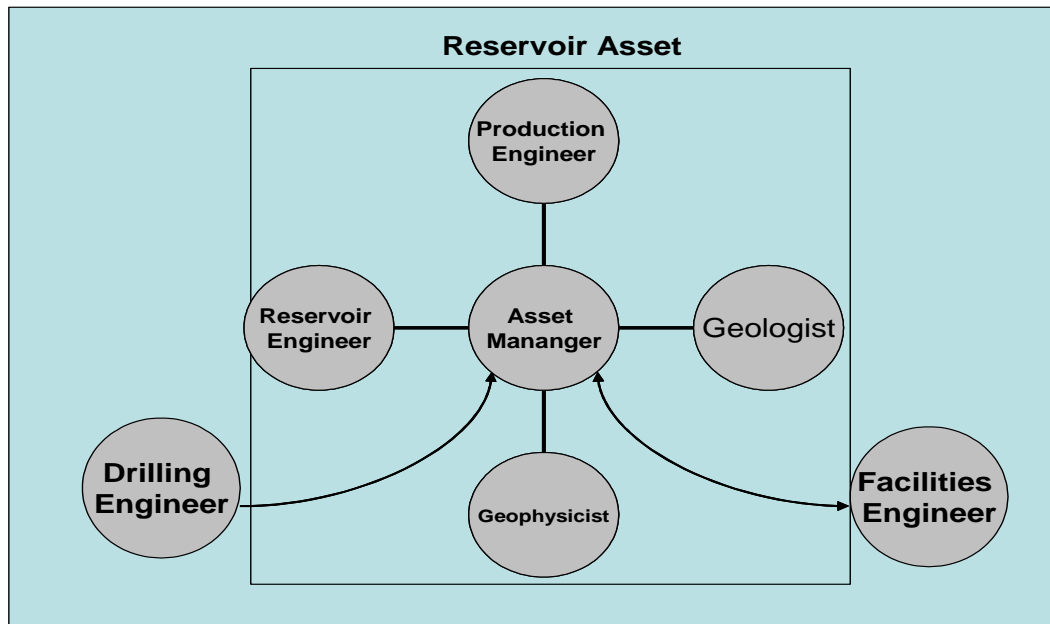 Reservoir Asset
Production
Engineer
Reservoir
Engineer
Asset
Mananger
Geologist
Drilling
Engineer
Geophysicist
Facilities
Engineer